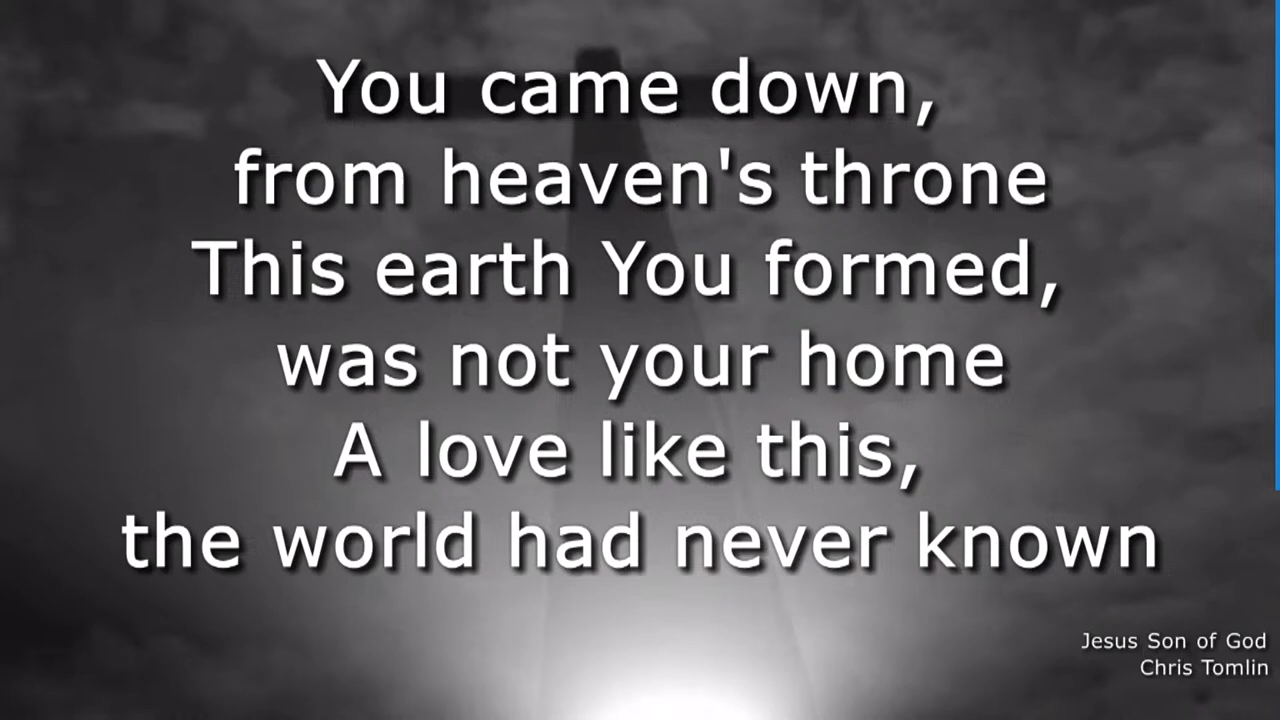 You came down,
from heaven's throne
This earth You formed,
was not your home
A love like this,
the world had never known
Jesus Son of God
Chris Tomlin